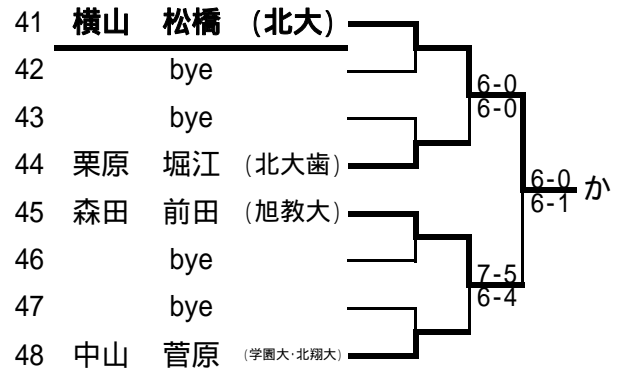 41 横山 松橋 (北大)
42 bye
6-0
6-0
43 bye
44 栗原 堀江 (北大歯)
6-0 か
6-1
45 森田 前田 (旭教大)
46 bye
7-5
6-4
47 bye
48 中山 菅原 (学園大・北翔大)